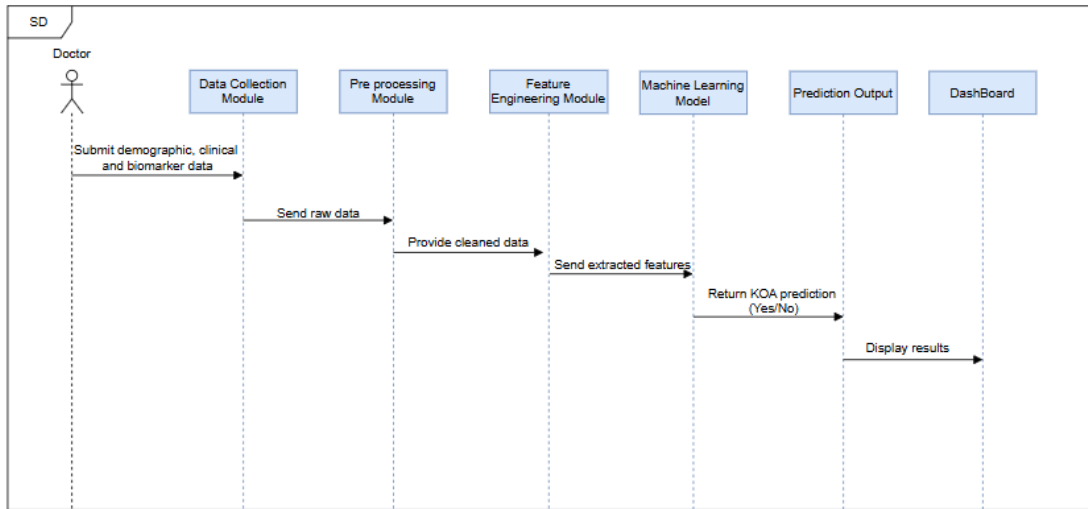 SD
Doctor
Data Collection
Module
Pre processing
Module
Feature
Engineering Module
Machine Learning
Model
Prediction Output
DashBoard
Submit demographic, clinical
and biomarker data
Send raw data
Provide cleaned data
Send extracted features
Return KOA prediction
(Yes/No)
Display results